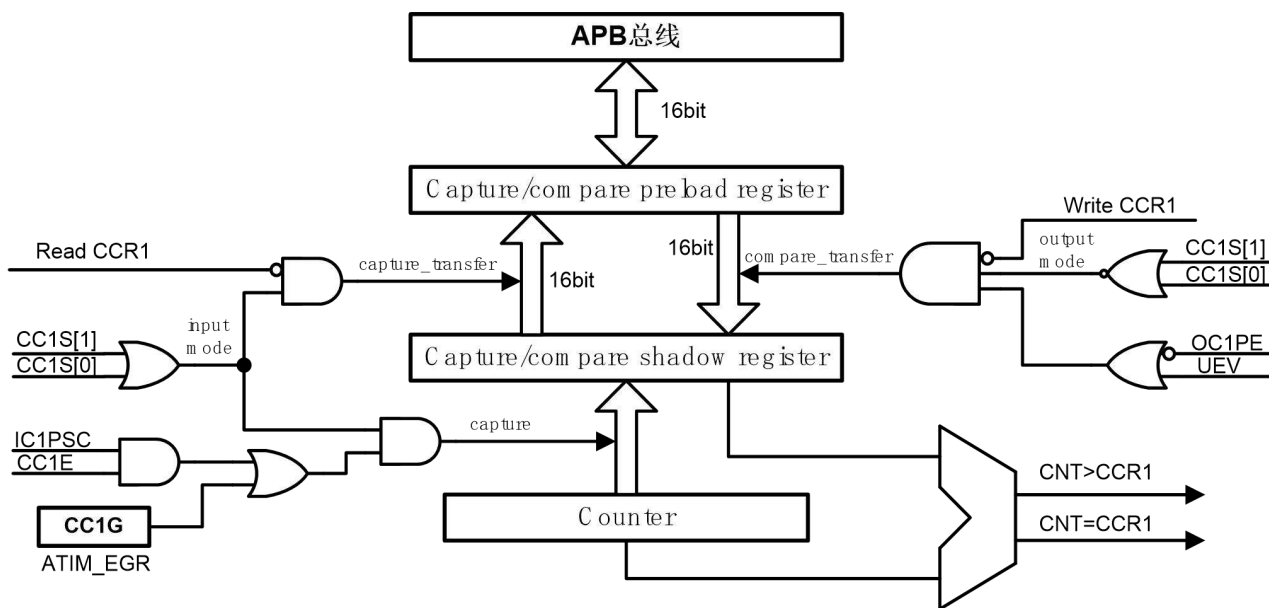 APB总线
16bit
Capture/compare preload register
Write CCR1
Read CCR1
capture_transfer
16bit
16bit
compare_transfer
output
mode
CC1S[1]
CC1S[0]
CC1S[1]
CC1S[0]
input
mode
Capture/compare shadow register
OC1PE
UEV
IC1PSC
CC1E
capture
CC1G
ATIM_EGR
Counter
CNT>CCR1
CNT=CCR1